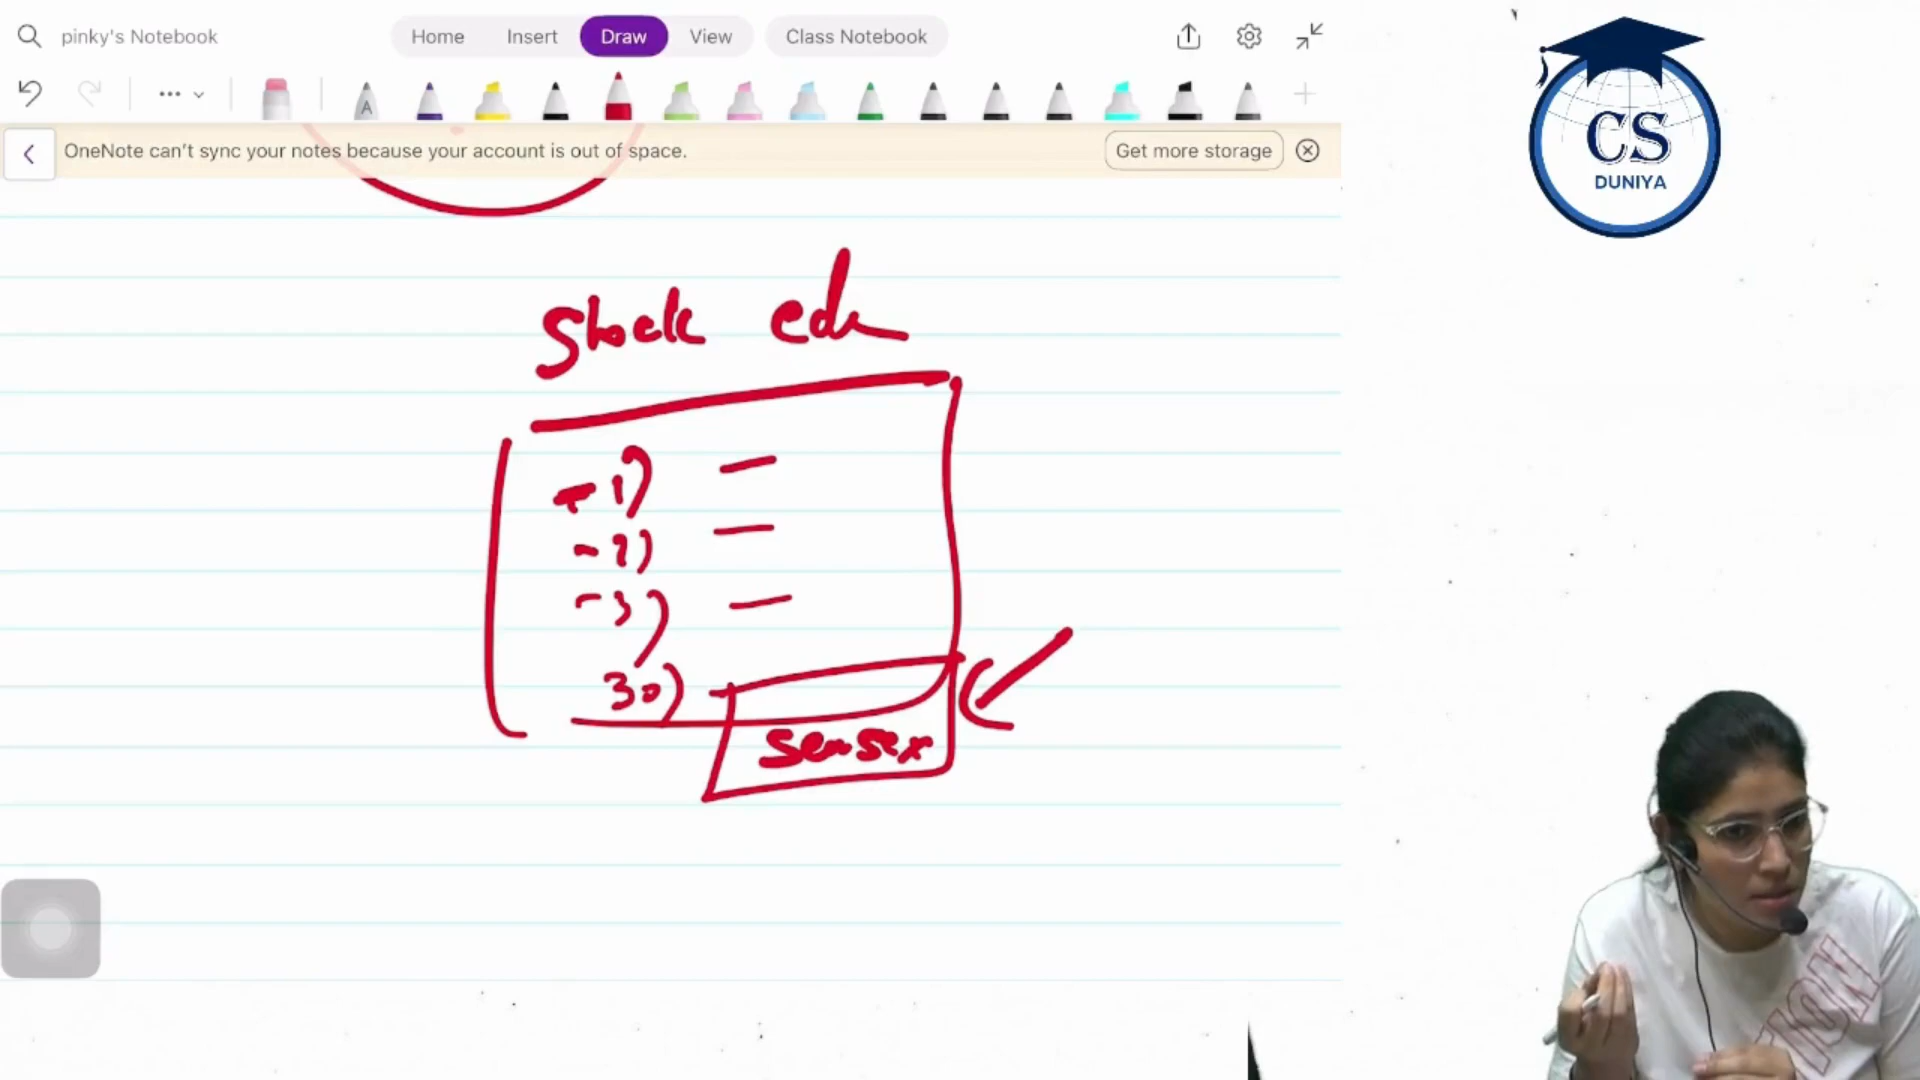 pinky's Notebook
Home Insert Draw View Class Notebook
A
OneNote can't sync your notes because your account is out of space.
Get more storage
CS
DUNIYA
Stock
1) —
2) —
3) —
30)
Sensex